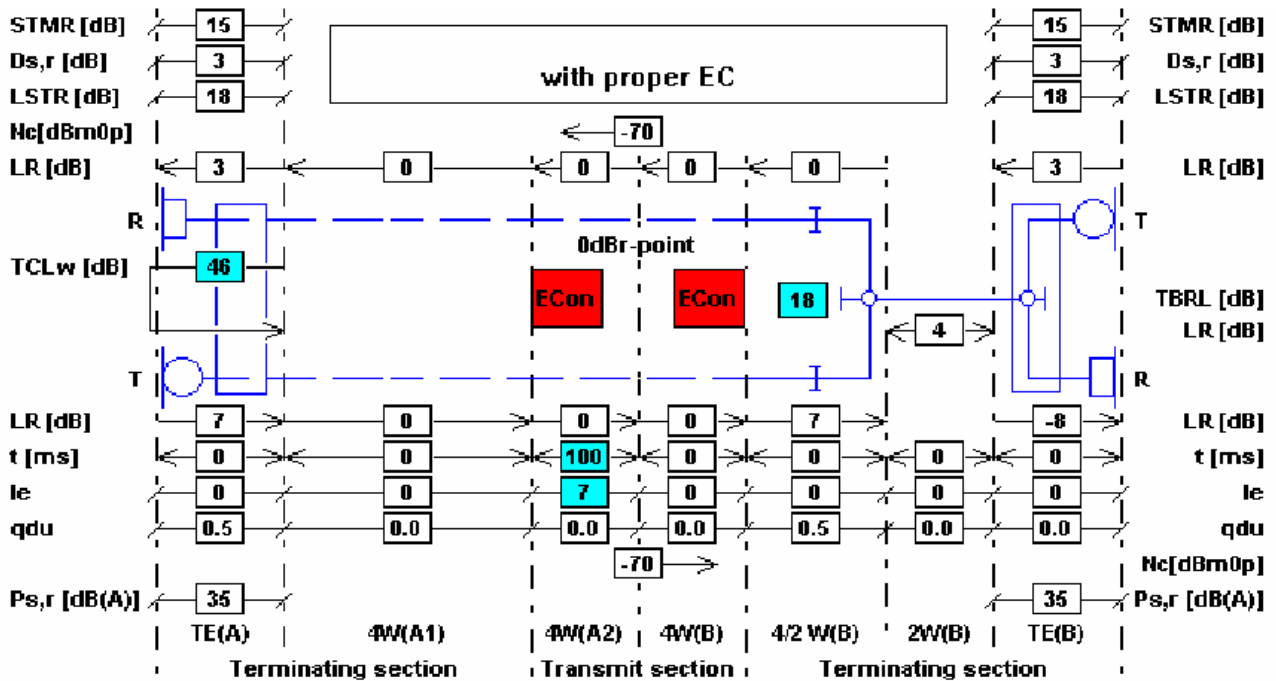 STMR [dB] 15 15 STMR [dB]
Ds,r [dB] 3 3 Ds,r [dB]
with proper EC
LSTR [dB] 18 18 LSTR [dB]
Nc[dBm0p] -70
LR [dB] 3 0 0 0 0 3 LR [dB]
R T
0dBr-point
TCLw [dB] 46
ECon ECon 18 TBRL [dB]
4 LR [dB]
T R
LR [dB] 7 0 0 0 7 -8 LR [dB]
t [ms] 0 0 100 0 0 0 0 t [ms]
Ie 0 0 7 0 0 0 0 Ie
qdu 0.5 0.0 0.0 0.0 0.5 0.0 0.0 qdu
-70 Nc[dBm0p]
Ps,r [dB(A)] 35 35 Ps,r [dB(A)]
TE(A) 4W(A1) 4W(A2) 4W(B) 4/2 W(B) 2W(B) TE(B)
Terminating section Transmit section Terminating section